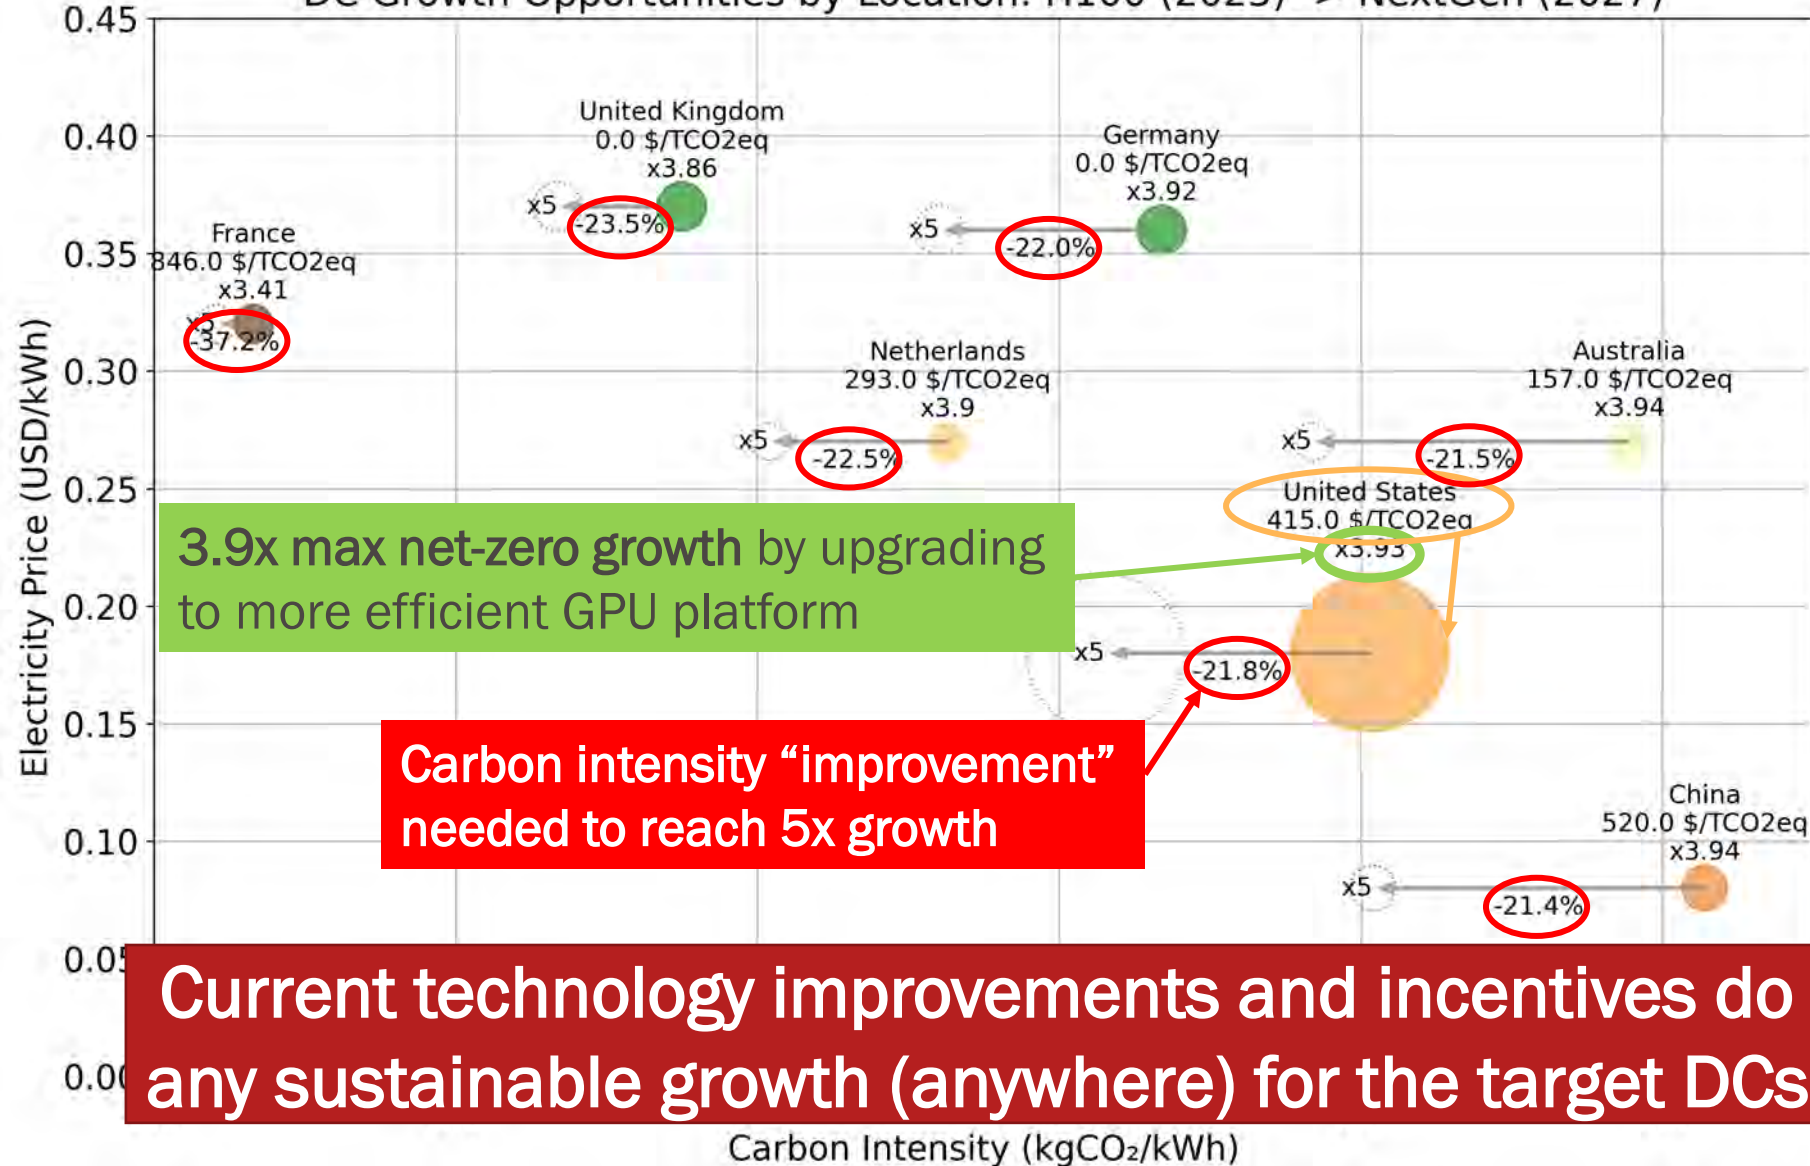 DC Growth Opportunities by Location: H100 (2023) -> NextGen (2027)
0.45
0.40
0.35
0.30
0.25
0.20
0.15
0.10
0.05
0.00
Electricity Price (USD/kWh)
United Kingdom
0.0 $/TCO2eq
x3.86
x5
-23.5%
Germany
0.0 $/TCO2eq
x3.92
x5
-22.0%
France
846.0 $/TCO2eq
x3.41
x5
-37.2%
Netherlands
293.0 $/TCO2eq
x3.9
x5
-22.5%
Australia
157.0 $/TCO2eq
x3.94
x5
-21.5%
United States
415.0 $/TCO2eq
x3.93
x5
-21.8%
3.9x max net-zero growth by upgrading
to more efficient GPU platform
Carbon intensity “improvement”
needed to reach 5x growth
China
520.0 $/TCO2eq
x3.94
x5
-21.4%
Current technology improvements and incentives do
any sustainable growth (anywhere) for the target DCs
Carbon Intensity (kgCO₂/kWh)